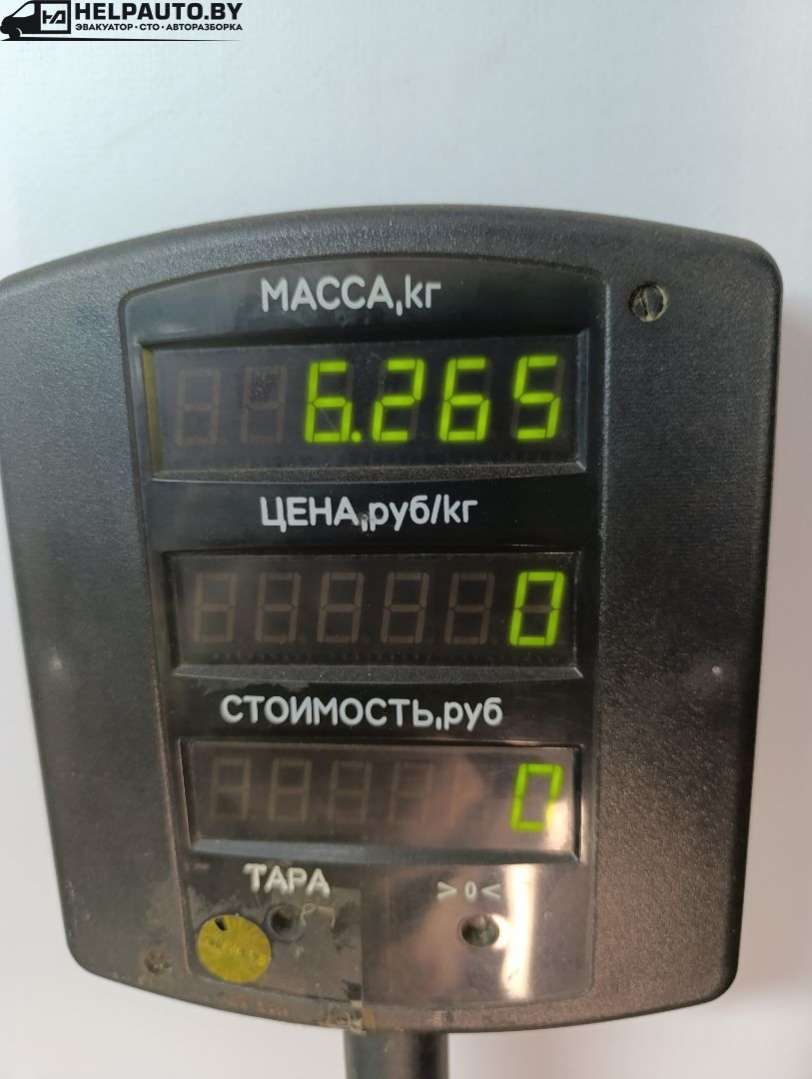 HELPAUTO.BY
ЭВАКУАТОР•СТО•АВТОРАЗБОРКА
МАССА,кг
6.265
ЦЕНА,руб/кг
0
СТОИМОСТЬ,руб
0
ТАРА >0<